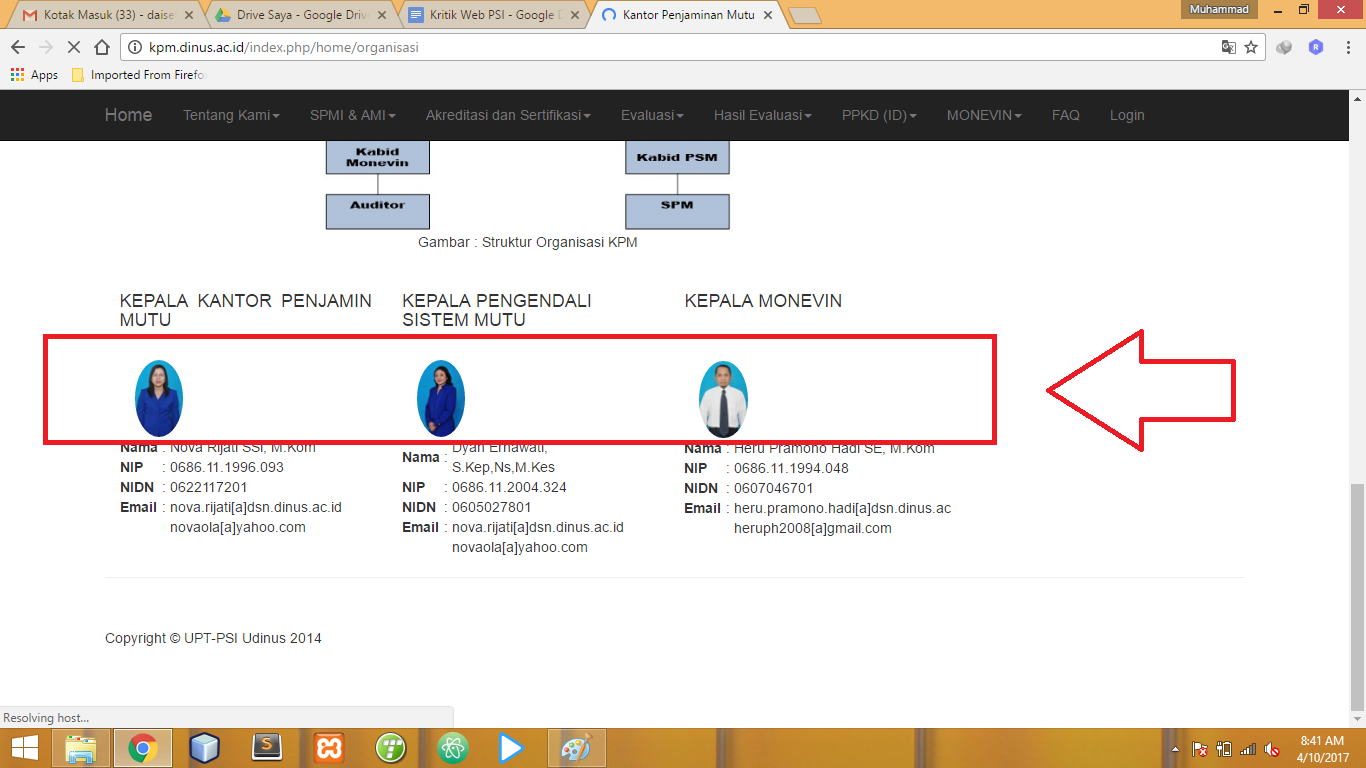 Kotak Masuk (33) - daise
Drive Saya - Google Drive
Kritik Web PSI - Google D
Kantor Penjaminan Mutu
Muhammad
kpm.dinus.ac.id/index.php/home/organisasi
Apps
Imported From Firefo
Home
Tentang Kami
SPMI & AMI
Akreditasi dan Sertifikasi
Evaluasi
Hasil Evaluasi
PPKD (ID)
MONEVIN
FAQ
Login
Kabid
Monevin
Kabid PSM
Auditor
SPM
Gambar : Struktur Organisasi KPM
KEPALA KANTOR PENJAMIN
MUTU
Nama : Nova Rijati SSi, M.Kom
NIP : 0686.11.1996.093
NIDN : 0622117201
Email : nova.rijati[a]dsn.dinus.ac.id
novaola[a]yahoo.com
KEPALA PENGENDALI
SISTEM MUTU
Nama : Dyah Ernawati,
S.Kep,Ns,M.Kes
NIP : 0686.11.2004.324
NIDN : 0605027801
Email : nova.rijati[a]dsn.dinus.ac.id
novaola[a]yahoo.com
KEPALA MONEVIN
Nama : Heru Pramono Hadi SE, M.Kom
NIP : 0686.11.1994.048
NIDN : 0607046701
Email : heru.pramono.hadi[a]dsn.dinus.ac
heruph2008[a]gmail.com
Copyright © UPT-PSI Udinus 2014
Resolving host...
8:41 AM
4/10/2017